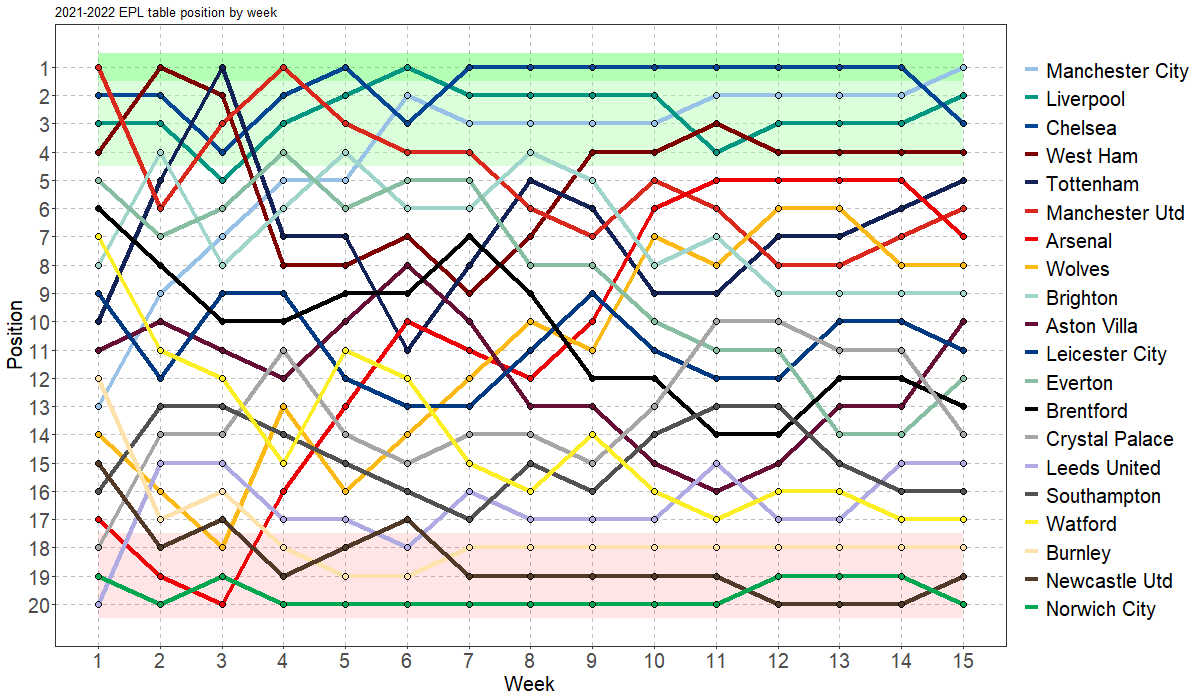 2021-2022 EPL table position by week
Position
1
2
3
4
5
6
7
8
9
10
11
12
13
14
15
16
17
18
19
20
1 2 3 4 5 6 7 8 9 10 11 12 13 14 15
Week
Manchester City
Liverpool
Chelsea
West Ham
Tottenham
Manchester Utd
Arsenal
Wolves
Brighton
Aston Villa
Leicester City
Everton
Brentford
Crystal Palace
Leeds United
Southampton
Watford
Burnley
Newcastle Utd
Norwich City